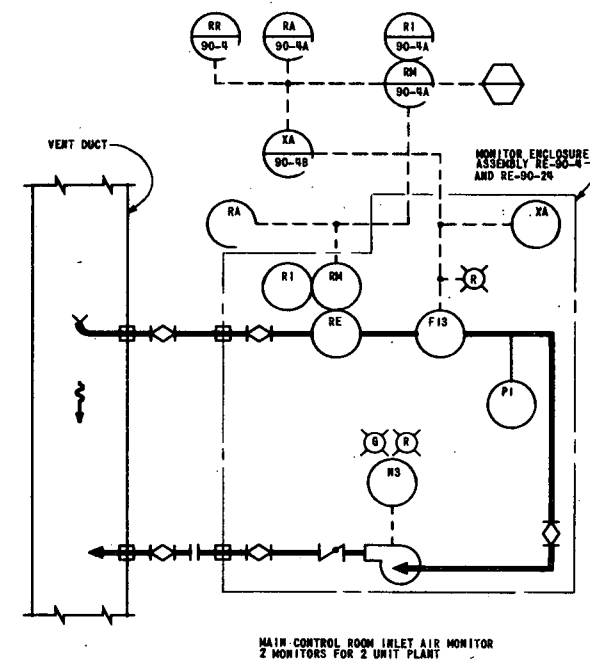 RR
90-4
RA
90-4A
RI
90-4A
RM
90-4A
XA
90-4B
VENT DUCT
MONITOR ENCLOSURE
ASSEMBLY RE-90-4
AND RE-90-24
RA
XA
RI
RM
R
RE
F13
PI
G
R
M3
MAIN CONTROL ROOM INLET AIR MONITOR
2 MONITORS FOR 2 UNIT PLANT